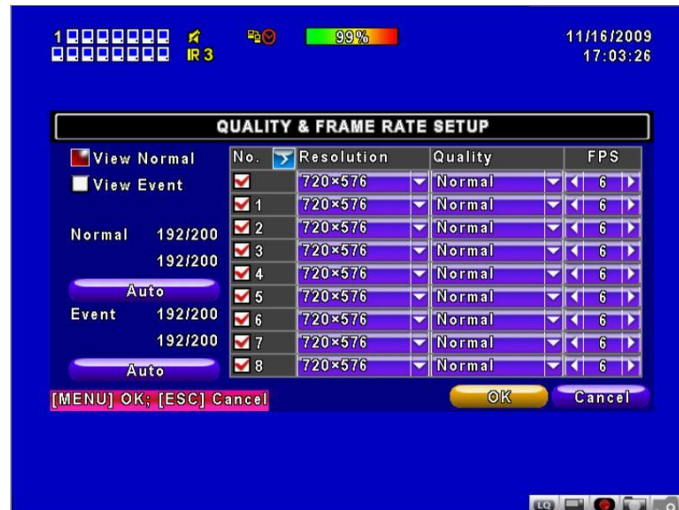 1 99% 11/16/2009
IR 3 17:03:26
QUALITY & FRAME RATE SETUP
View Normal No. Resolution Quality FPS
View Event 720×576 Normal 6
1 720×576 Normal 6
Normal 192/200 2 720×576 Normal 6
192/200 3 720×576 Normal 6
Auto 4 720×576 Normal 6
Event 192/200 5 720×576 Normal 6
6 720×576 Normal 6
192/200 7 720×576 Normal 6
Auto 8 720×576 Normal 6
[MENU] OK; [ESC] Cancel OK Cancel
LQ